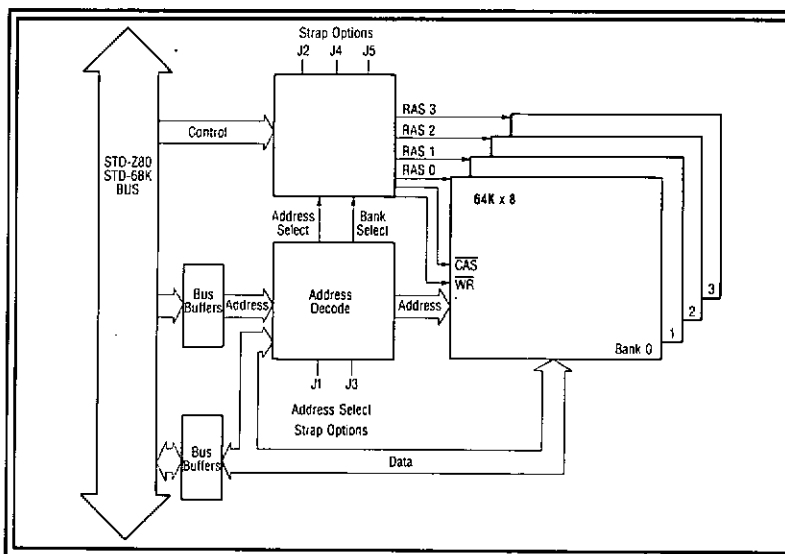 Strap Options
J2 J4 J5
RAS 3
RAS 2
RAS 1
RAS 0
Control
STD-Z80
STD-68K
BUS
64K x 8
Address
Select
Bank
Select
CAS
WR
Bus
Buffers
Address
Address
Decode
Address
3
2
1
Bank 0
J1 J3
Address Select
Strap Options
Bus
Buffers
Data